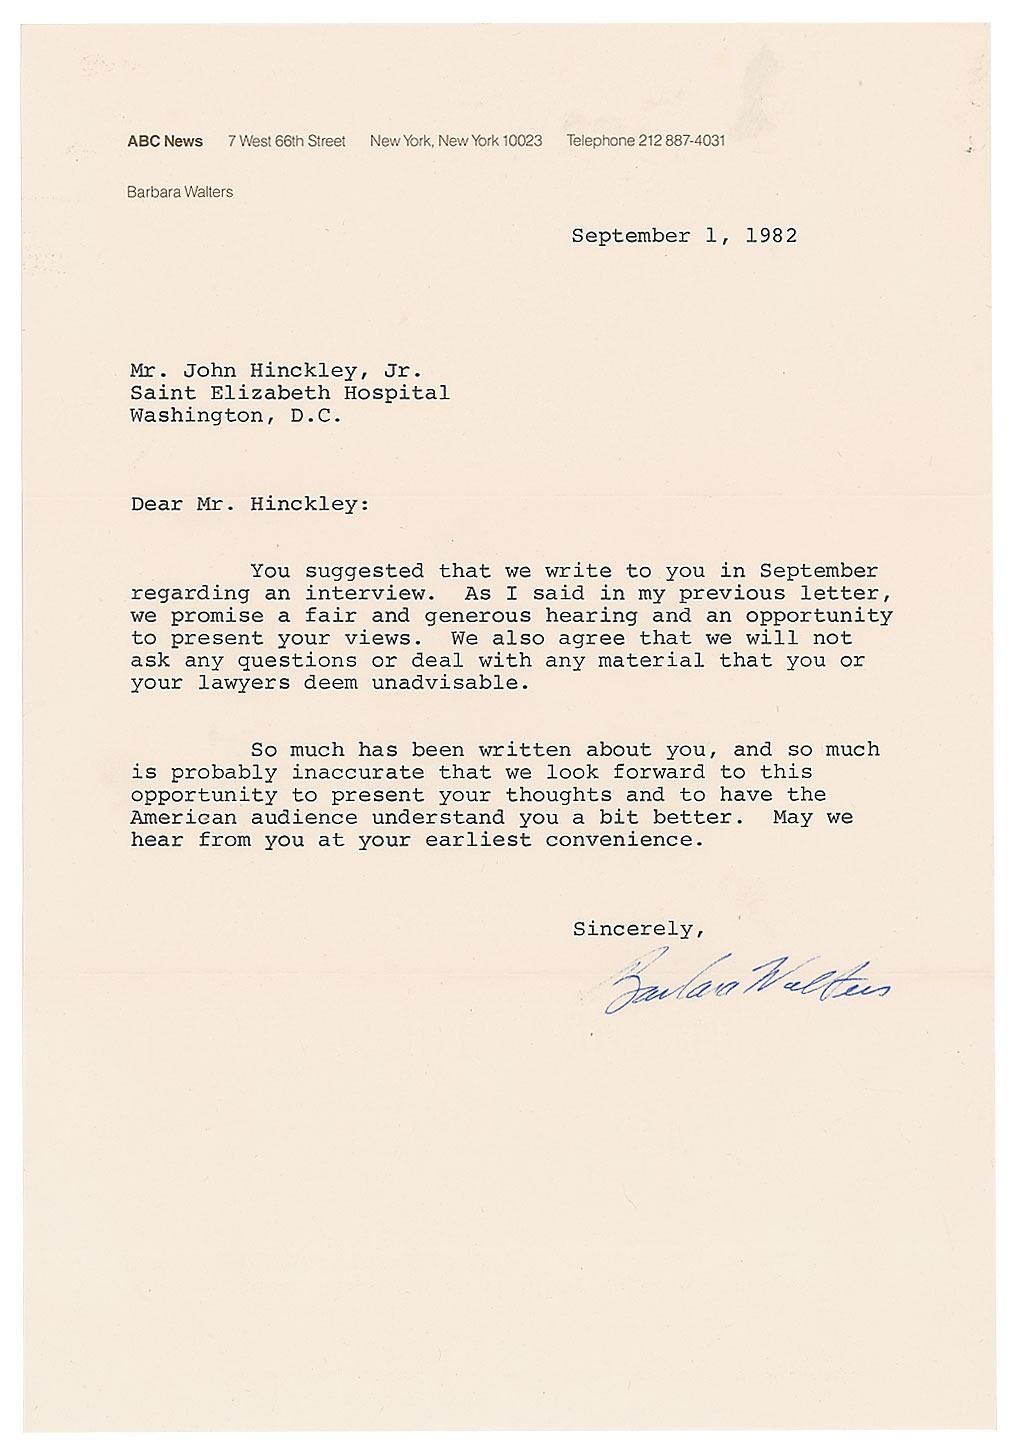 ABC News 7 West 66th Street New York, New York 10023 Telephone 212 887-4031
Barbara Walters
September 1, 1982
Mr. John Hinckley, Jr.
Saint Elizabeth Hospital
Washington, D.C.
Dear Mr. Hinckley:
You suggested that we write to you in September
regarding an interview. As I said in my previous letter,
we promise a fair and generous hearing and an opportunity
to present your views. We also agree that we will not
ask any questions or deal with any material that you or
your lawyers deem unadvisable.
So much has been written about you, and so much
is probably inaccurate that we look forward to this
opportunity to present your thoughts and to have the
American audience understand you a bit better. May we
hear from you at your earliest convenience.
Sincerely,
Barbara Walters